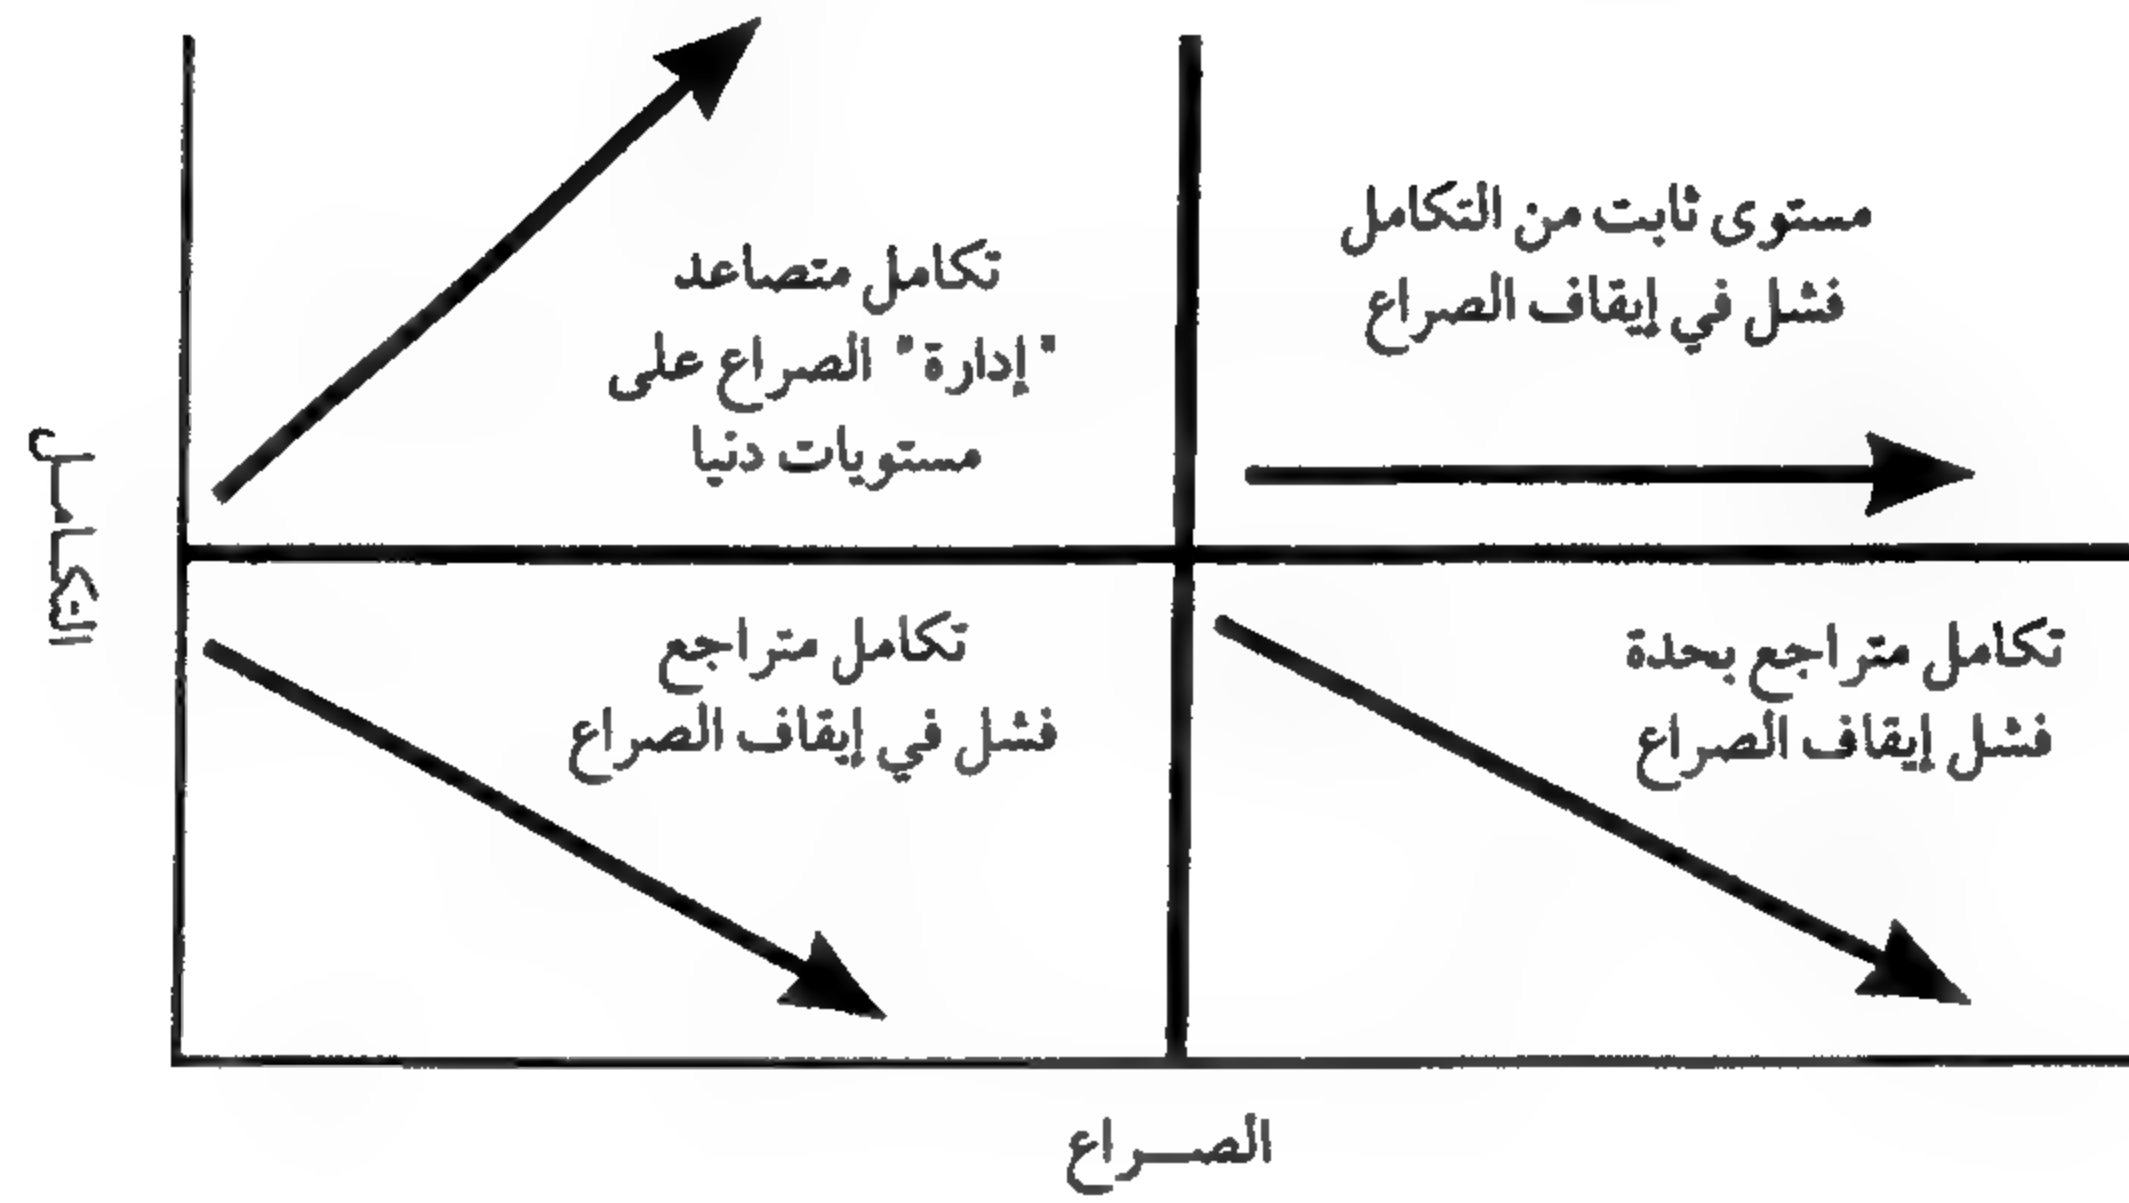 مستوى ثابت من التكامل
فشل في إيقاف الصراع
تكامل متصاعد
"إدارة" الصراع على
مستويات دنيا
التكامـل
تكامل متراجع بحدة
فشل إيقاف الصراع
تكامل متراجع
فشل في إيقاف الصراع
الصـــراع